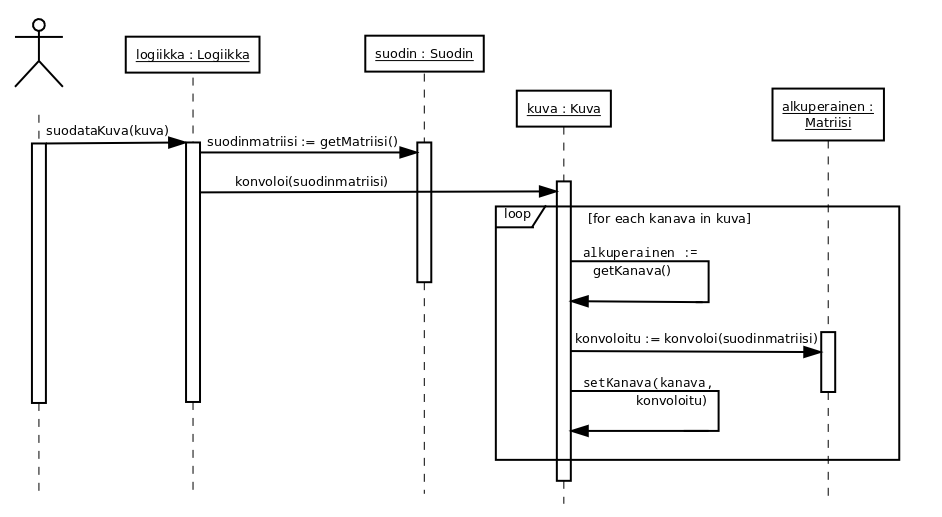 logiikka : Logiikka
suodin : Suodin
kuva : Kuva
alkuperainen :
Matriisi
suodataKuva(kuva)
suodinmatriisi := getMatriisi()
konvoloi(suodinmatriisi)
loop
[for each kanava in kuva]
alkuperainen :=
getKanava()
konvoloitu := konvoloi(suodinmatriisi)
setKanava(kanava,
konvoloitu)